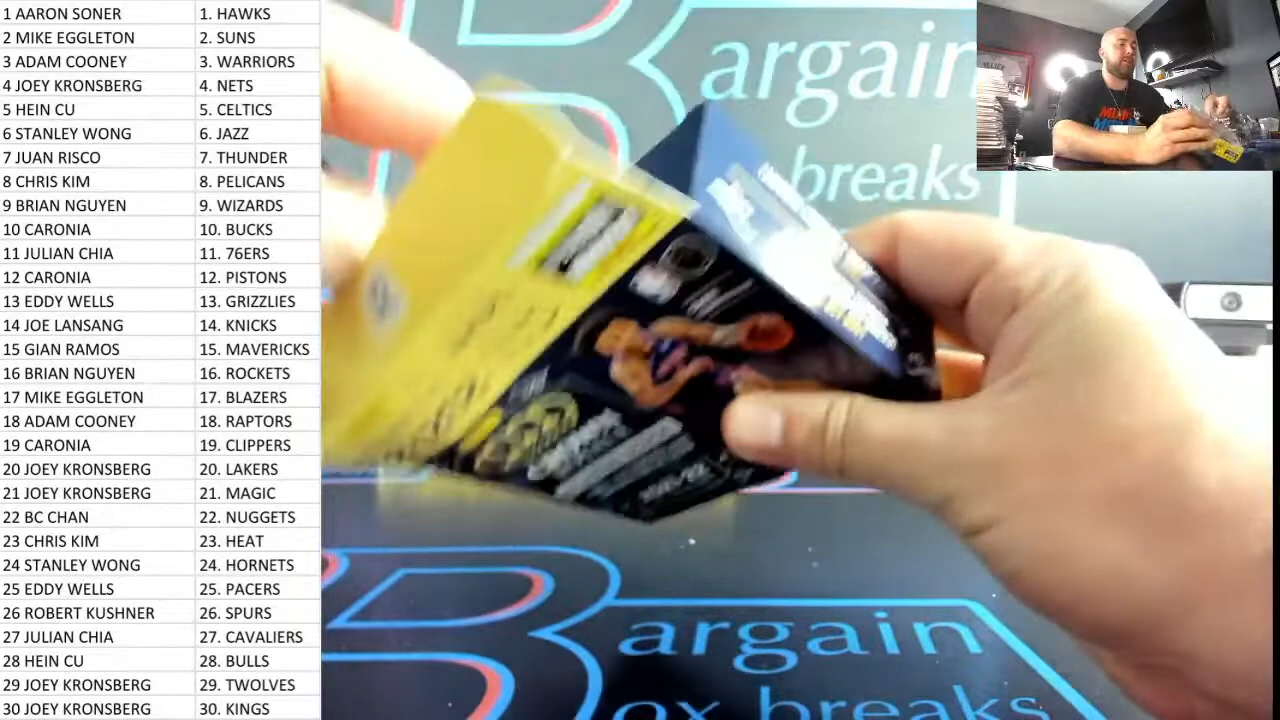 1 AARON SONER 1. HAWKS
2 MIKE EGGLETON 2. SUNS
3 ADAM COONEY 3. WARRIORS
4 JOEY KRONSBERG 4. NETS
5 HEIN CU 5. CELTICS
6 STANLEY WONG 6. JAZZ
7 JUAN RISCO 7. THUNDER
8 CHRIS KIM 8. PELICANS
9 BRIAN NGUYEN 9. WIZARDS
10 CARONIA 10. BUCKS
11 JULIAN CHIA 11. 76ERS
12 CARONIA 12. PISTONS
13 EDDY WELLS 13. GRIZZLIES
14 JOE LANSANG 14. KNICKS
15 GIAN RAMOS 15. MAVERICKS
16 BRIAN NGUYEN 16. ROCKETS
17 MIKE EGGLETON 17. BLAZERS
18 ADAM COONEY 18. RAPTORS
19 CARONIA 19. CLIPPERS
20 JOEY KRONSBERG 20. LAKERS
21 JOEY KRONSBERG 21. MAGIC
22 BC CHAN 22. NUGGETS
23 CHRIS KIM 23. HEAT
24 STANLEY WONG 24. HORNETS
25 EDDY WELLS 25. PACERS
26 ROBERT KUSHNER 26. SPURS
27 JULIAN CHIA 27. CAVALIERS
28 HEIN CU 28. BULLS
29 JOEY KRONSBERG 29. TWOLVES
30 JOEY KRONSBERG 30. KINGS
Bargain
breaks
Bargain
ox breaks